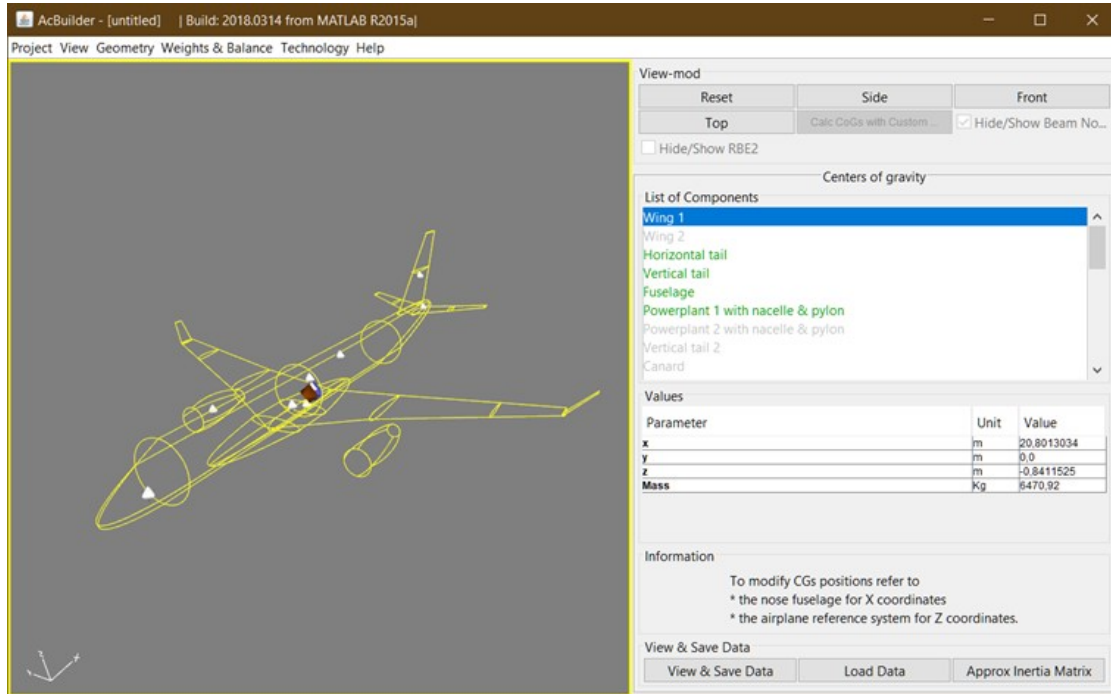 AcBuilder - [untitled] | Build: 2018.0314 from MATLAB R2015a|
Project View Geometry Weights & Balance Technology Help
View-mod
Reset Side Front
Top Calc CoGs with Custom ... Hide/Show Beam No...
Hide/Show RBE2
Centers of gravity
List of Components
Wing 1
Wing 2
Horizontal tail
Vertical tail
Fuselage
Powerplant 1 with nacelle & pylon
Powerplant 2 with nacelle & pylon
Vertical tail 2
Canard
Values
Parameter Unit Value
x m 20,8013034
y m 0,0
z m -0,8411525
Mass Kg 6470,92
Information
To modify CGs positions refer to
* the nose fuselage for X coordinates
* the airplane reference system for Z coordinates.
View & Save Data
View & Save Data Load Data Approx Inertia Matrix